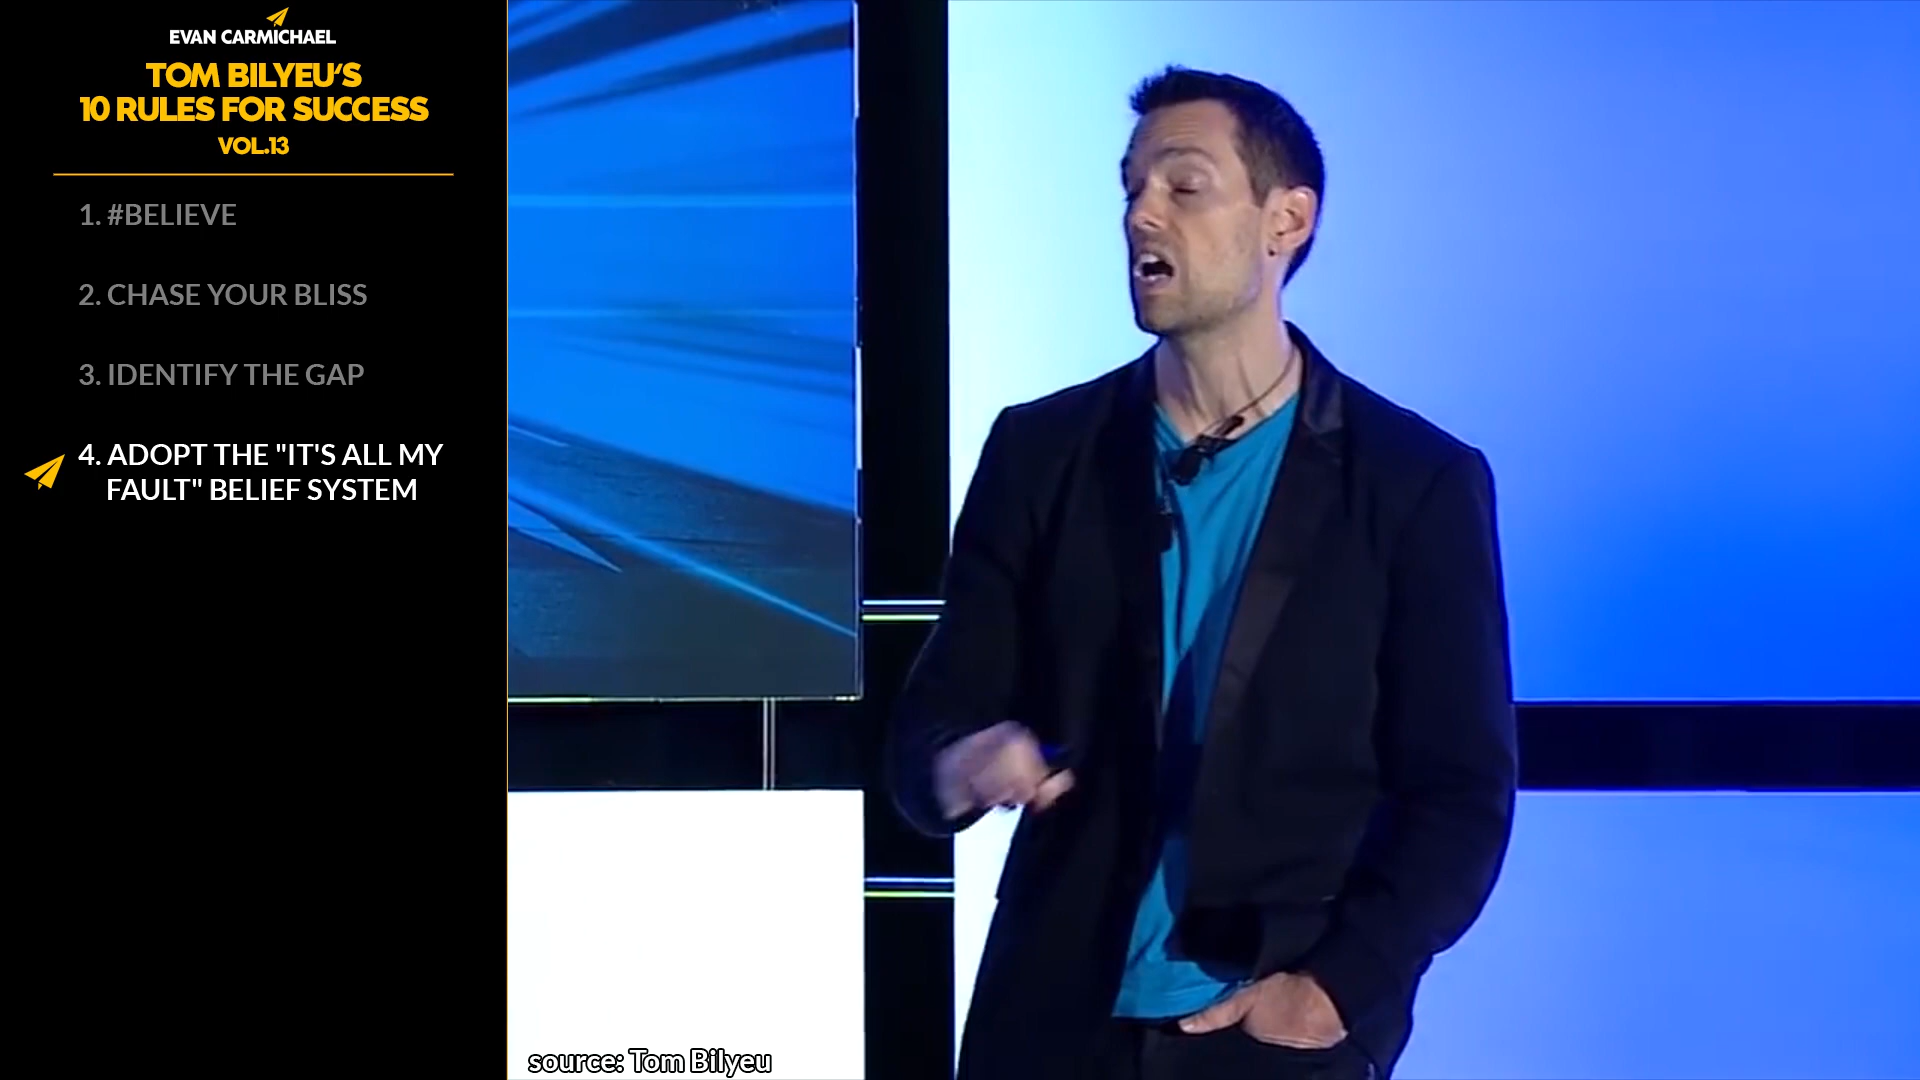 EVAN CARMICHAEL
TOM BILYEU'S
10 RULES FOR SUCCESS
VOL.13
1. #BELIEVE
2. CHASE YOUR BLISS
3. IDENTIFY THE GAP
4. ADOPT THE "IT'S ALL MY
FAULT" BELIEF SYSTEM
source: Tom Bilyeu